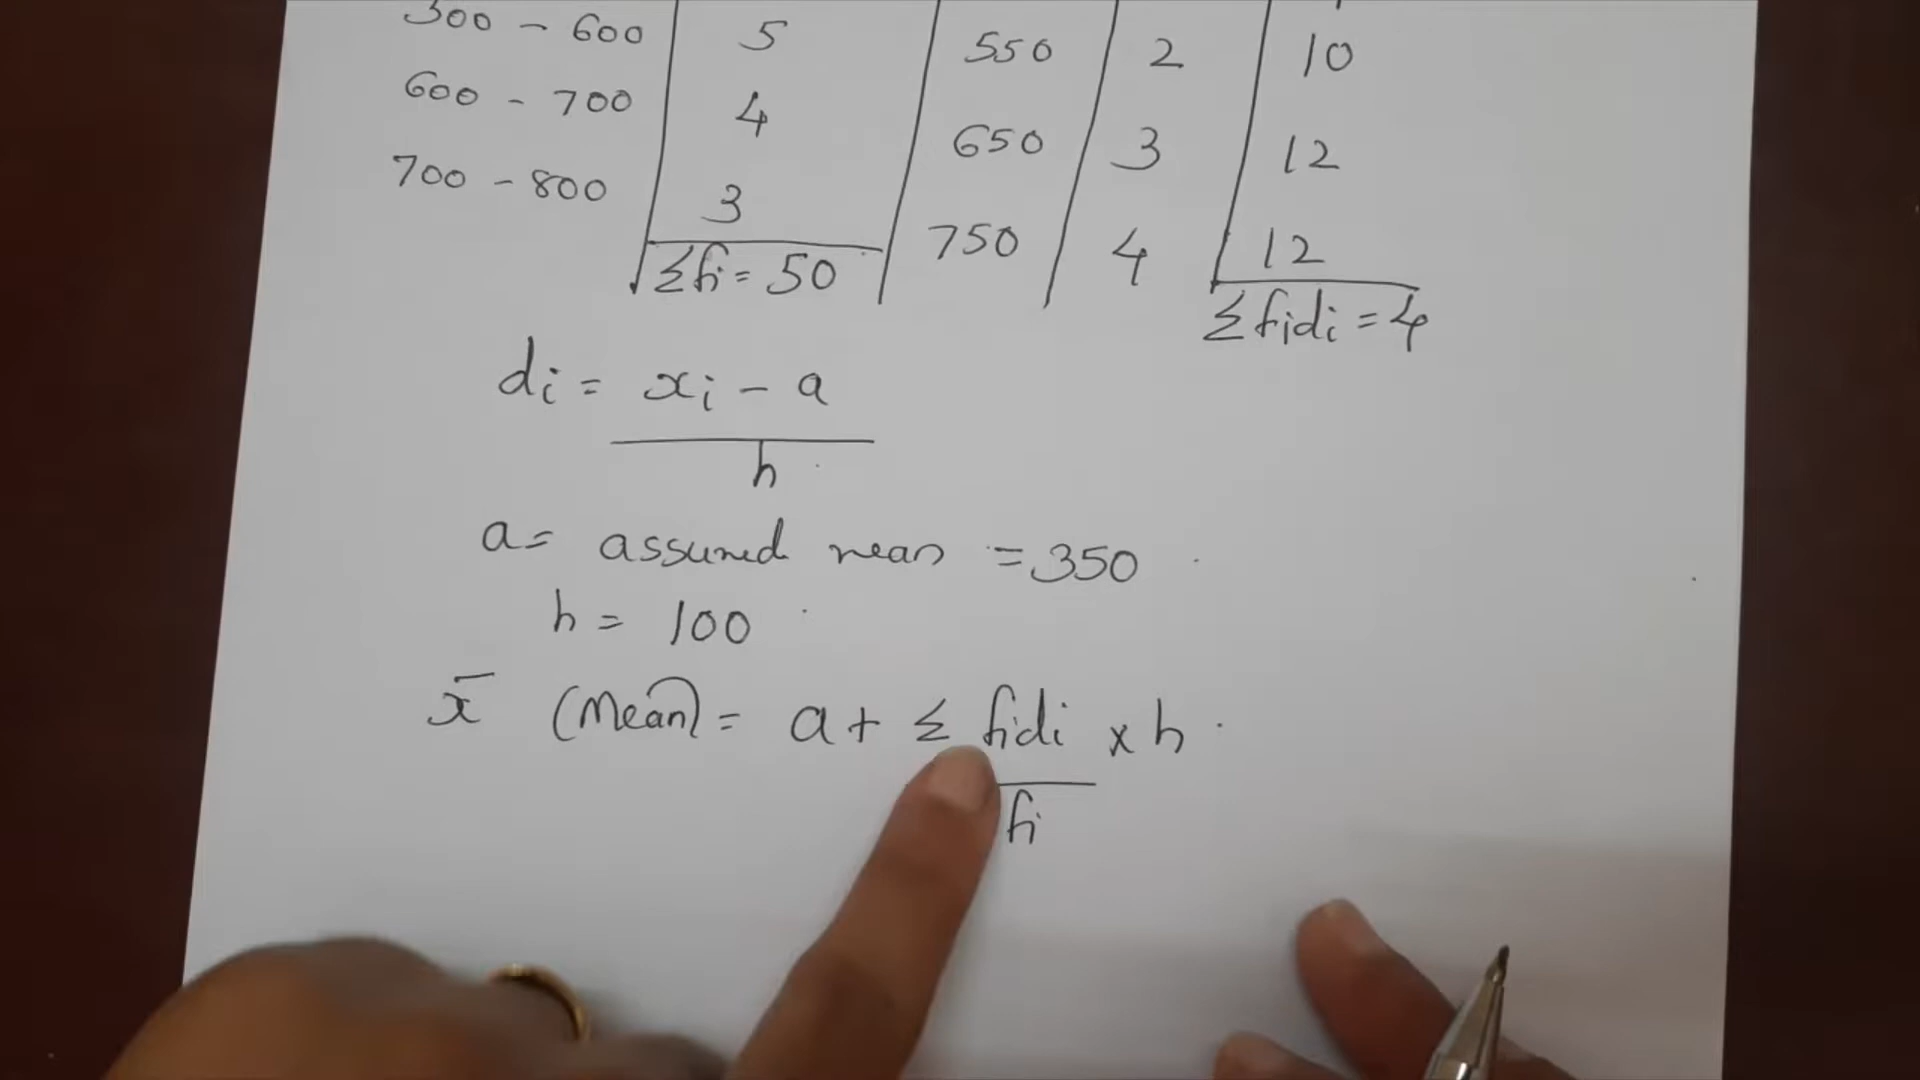 500 - 600 5 550 2 10
600 - 700 4 650 3 12
700 - 800 3 750 4 12
Σfi = 50 Σfidi = 4
di = xi - a
h
a = assumed mean = 350
h = 100
x̄ (Mean) = a + Σ fidi x h
fi